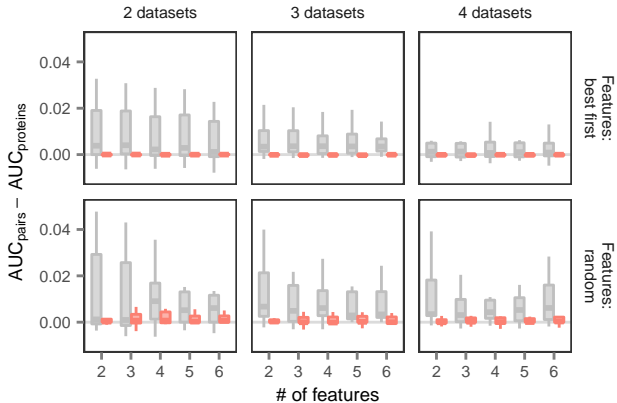 2 datasets 3 datasets 4 datasets
0.04
0.02
0.00
Features:
best first
AUCpairs − AUCproteins
0.04
0.02
0.00
Features:
random
2 3 4 5 6 2 3 4 5 6 2 3 4 5 6
# of features